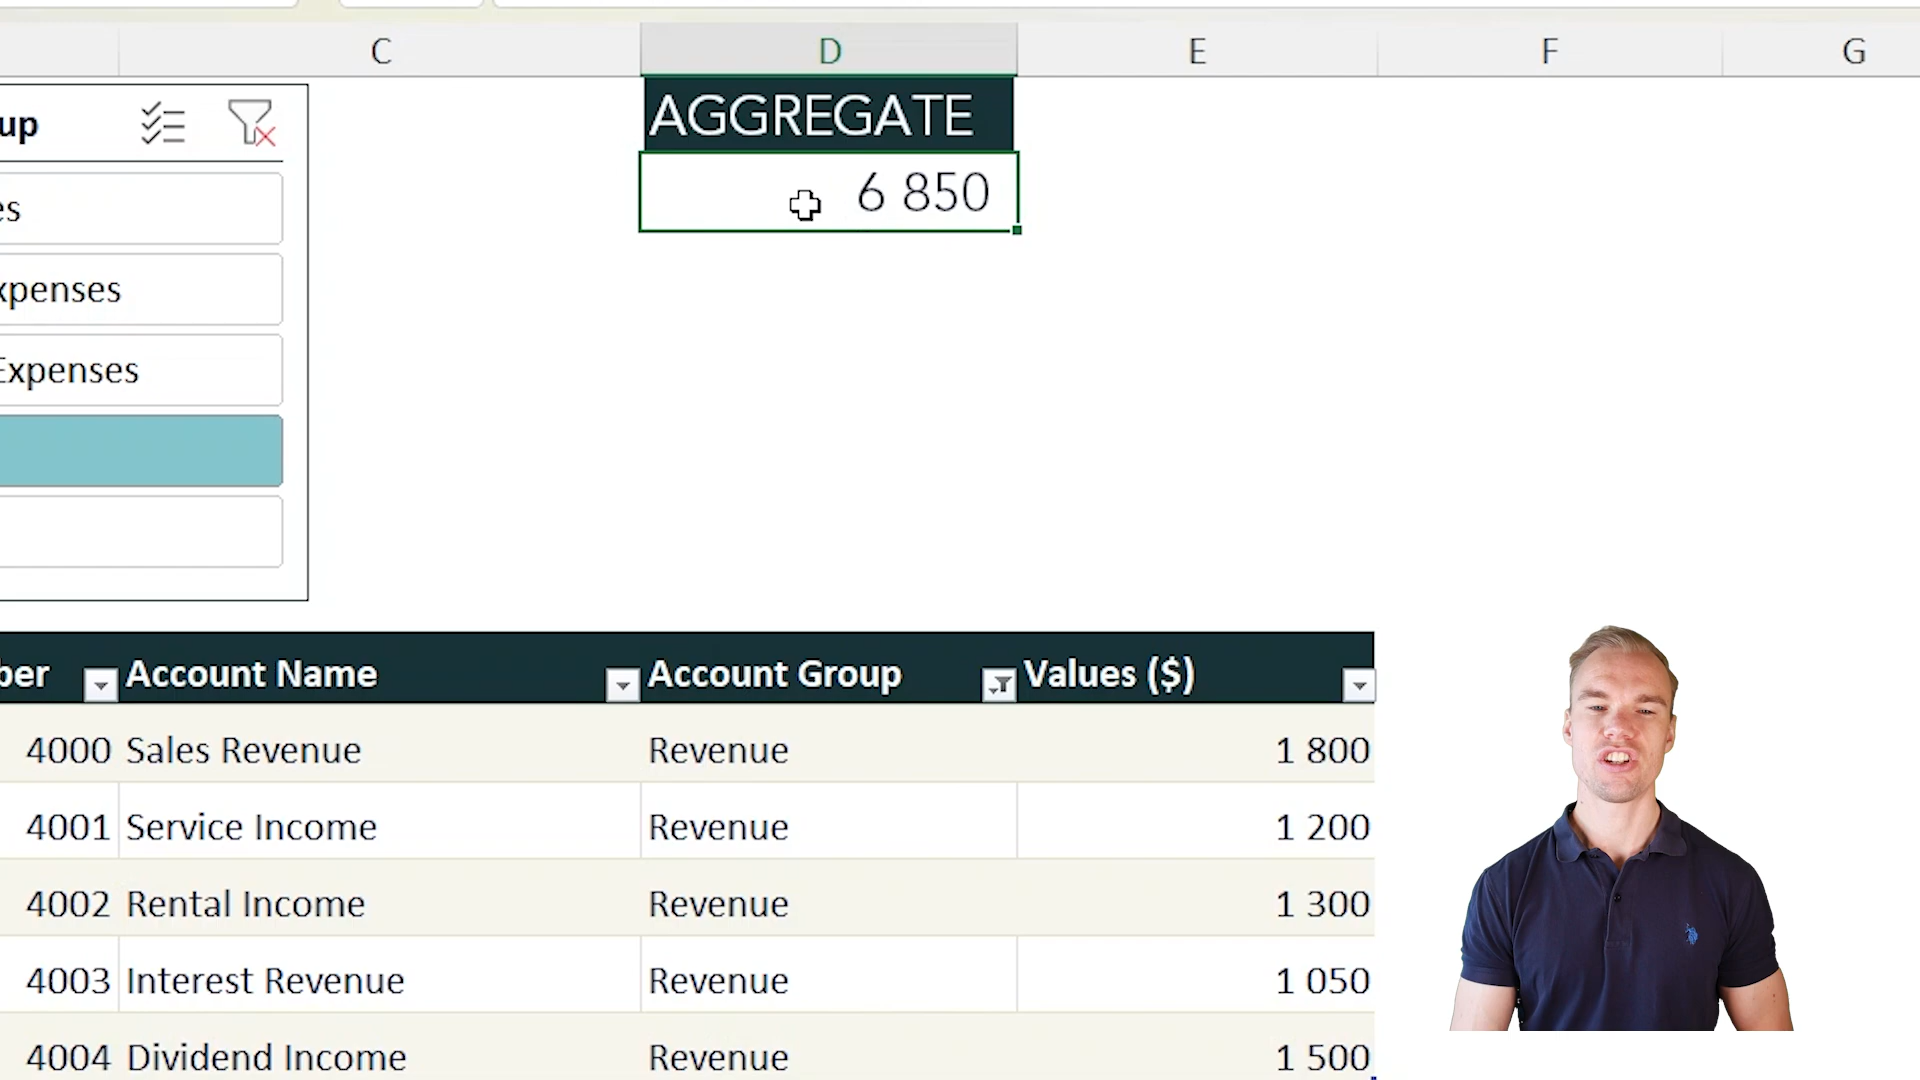 C D E F G
up
AGGREGATE
6 850
es
xpenses
Expenses
ber Account Name Account Group Values ($)
4000 Sales Revenue Revenue 1 800
4001 Service Income Revenue 1 200
4002 Rental Income Revenue 1 300
4003 Interest Revenue Revenue 1 050
4004 Dividend Income Revenue 1 500